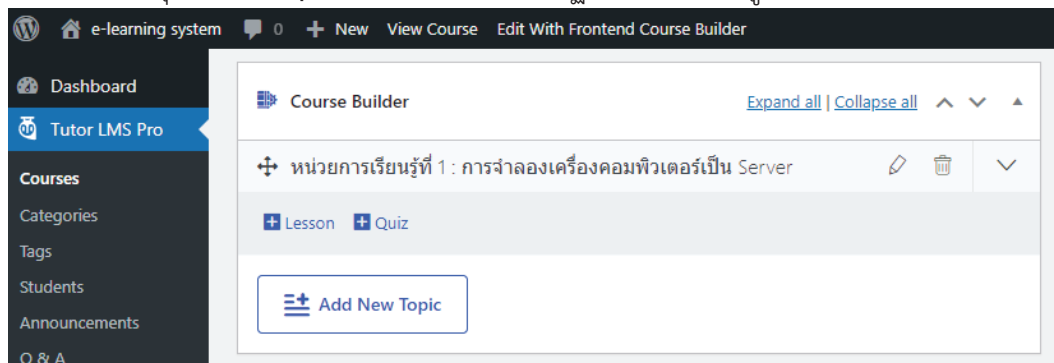 e-learning system 0 + New View Course Edit With Frontend Course Builder
Dashboard
Tutor LMS Pro
Courses
Categories
Tags
Students
Announcements
Q & A
Course Builder Expand all | Collapse all
หน่วยการเรียนรู้ที่ 1 : การจำลองเครื่องคอมพิวเตอร์เป็น Server
Lesson Quiz
Add New Topic